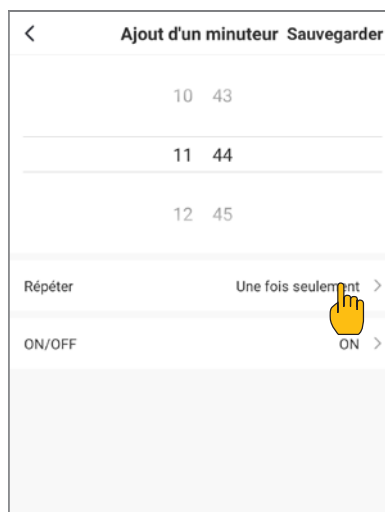 Ajout d'un minuteur Sauvegarder
10 43
11 44
12 45
Répéter Une fois seulement
ON/OFF ON